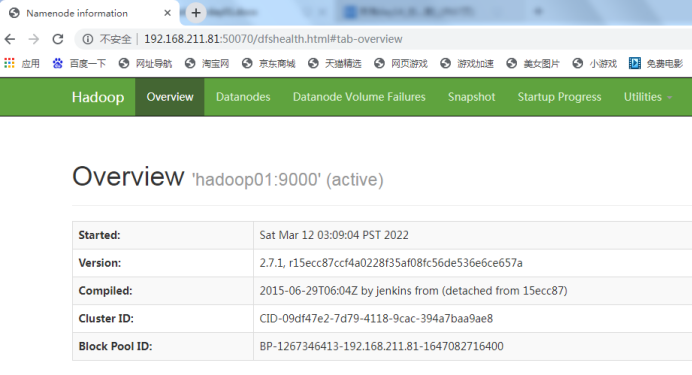 Namenode information
不安全 | 192.168.211.81:50070/dfshealth.html#tab-overview
应用 百度一下 网址导航 淘宝网 京东商城 天猫精选 网页游戏 游戏加速 美女图片 小游戏 免费电影
Hadoop Overview Datanodes Datanode Volume Failures Snapshot Startup Progress Utilities
Overview 'hadoop01:9000' (active)
Started: Sat Mar 12 03:09:04 PST 2022
Version: 2.7.1, r15ecc87ccf4a0228f35af08fc56de536e6ce657a
Compiled: 2015-06-29T06:04Z by jenkins from (detached from 15ecc87)
Cluster ID: CID-09df47e2-7d79-4118-9cac-394a7baa9ae8
Block Pool ID: BP-1267346413-192.168.211.81-1647082716400